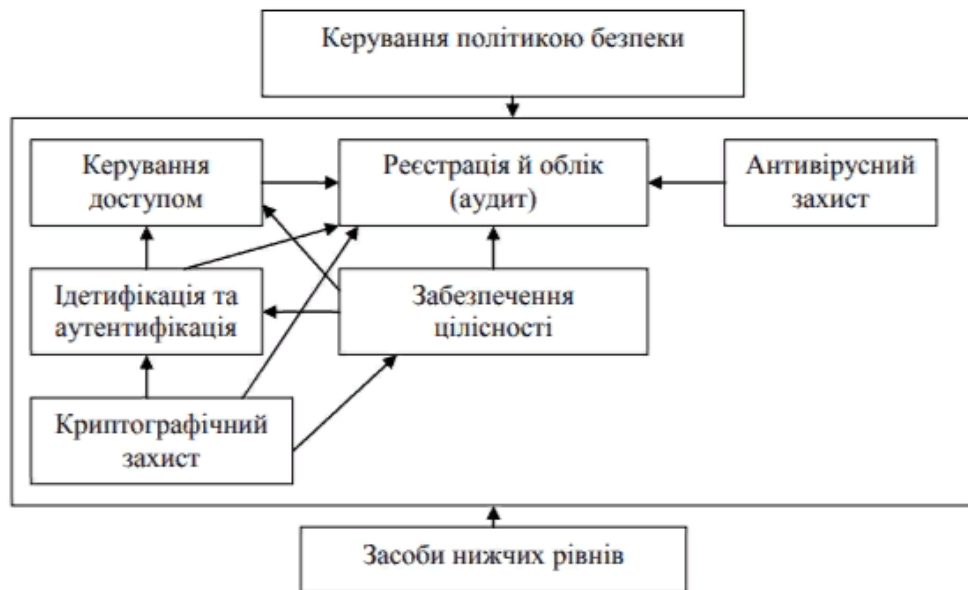 Керування політикою безпеки
Керування
доступом
Реєстрація й облік
(аудит)
Антивірусний
захист
Ідетифікація та
аутентифікація
Забезпечення
цілісності
Криптографічний
захист
Засоби нижчих рівнів